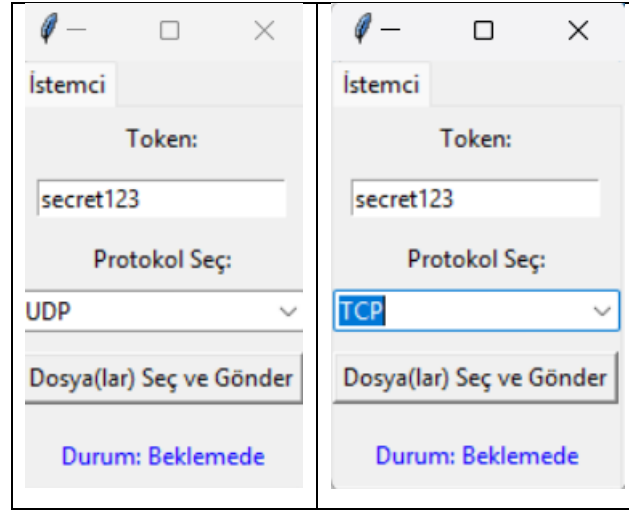 İstemci
Token:
secret123
Protokol Seç:
UDP
Dosya(lar) Seç ve Gönder
Durum: Beklemede
İstemci
Token:
secret123
Protokol Seç:
TCP
Dosya(lar) Seç ve Gönder
Durum: Beklemede